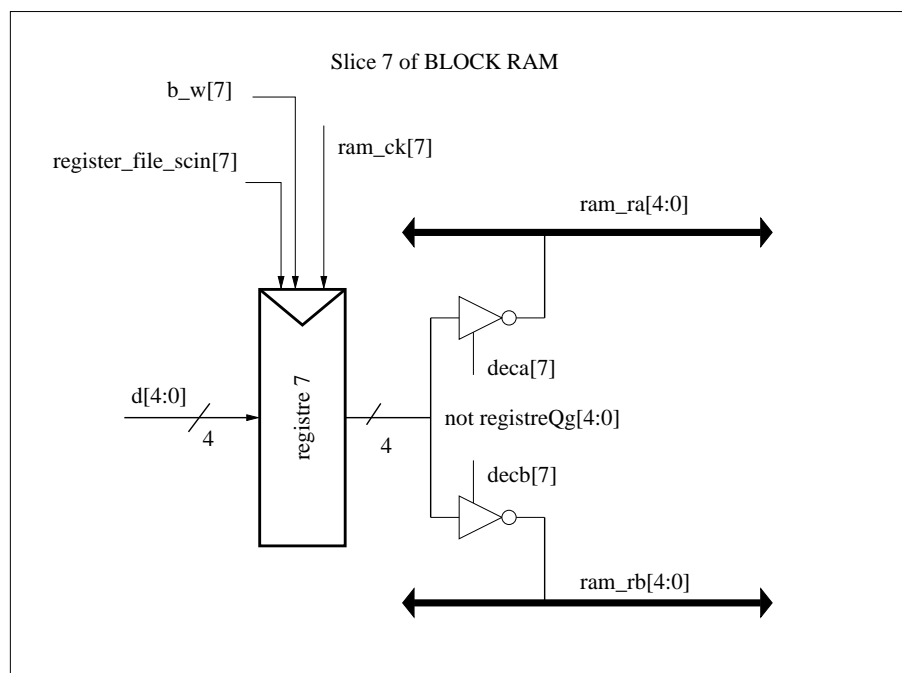 Slice 7 of BLOCK RAM
b_w[7]
ram_ck[7]
register_file_scin[7]
ram_ra[4:0]
deca[7]
d[4:0]
4
registre 7
4
not registreQg[4:0]
decb[7]
ram_rb[4:0]